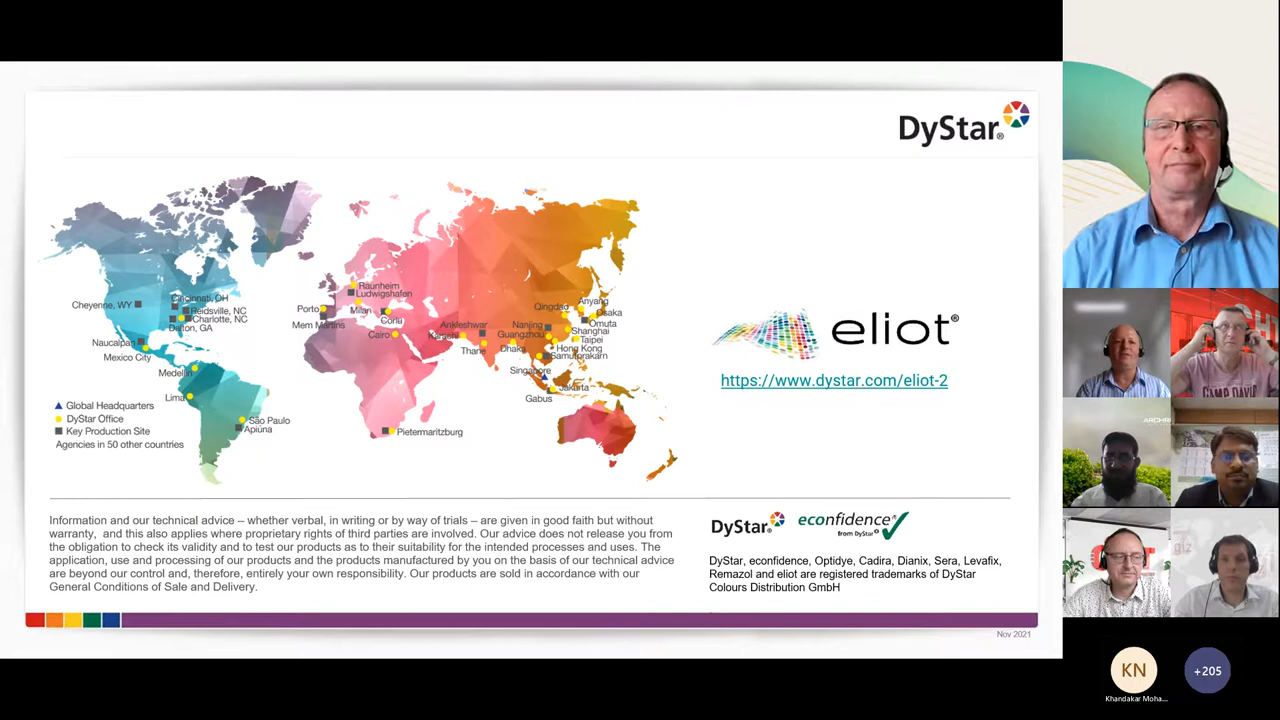 DyStar®
Cheyenne, WY
Cincinnati, OH
Reidsville, NC
Charlotte, NC
Dalton, GA
Naucalpan
Mexico City
Medellin
Lima
São Paulo
Apiúna
Porto
Mem Martins
Raunheim
Ludwigshafen
Milan
Corlu
Cairo
Pietermaritzburg
Ankleshwar
Karachi
Thane
Dhaka
Qingdao
Anyang
Osaka
Omuta
Nanjing
Shanghai
Guangzhou
Taipei
Hong Kong
Samutprakarn
Singapore
Jakarta
Gabus
Global Headquarters
DyStar Office
Key Production Site
Agencies in 50 other countries
eliot®
https://www.dystar.com/eliot-2
Information and our technical advice – whether verbal, in writing or by way of trials – are given in good faith but without
warranty, and this also applies where proprietary rights of third parties are involved. Our advice does not release you from
the obligation to check its validity and to test our products as to their suitability for the intended processes and uses. The
application, use and processing of our products and the products manufactured by you on the basis of our technical advice
are beyond our control and, therefore, entirely your own responsibility. Our products are sold in accordance with our
General Conditions of Sale and Delivery.
DyStar®
econfidence®
from DyStar®
DyStar, econfidence, Optidye, Cadira, Dianix, Sera, Levafix,
Remazol and eliot are registered trademarks of DyStar
Colours Distribution GmbH
Nov 2021
CAMP DAVID
ARCHR
giz
KN
+205
Khandakar Moha...